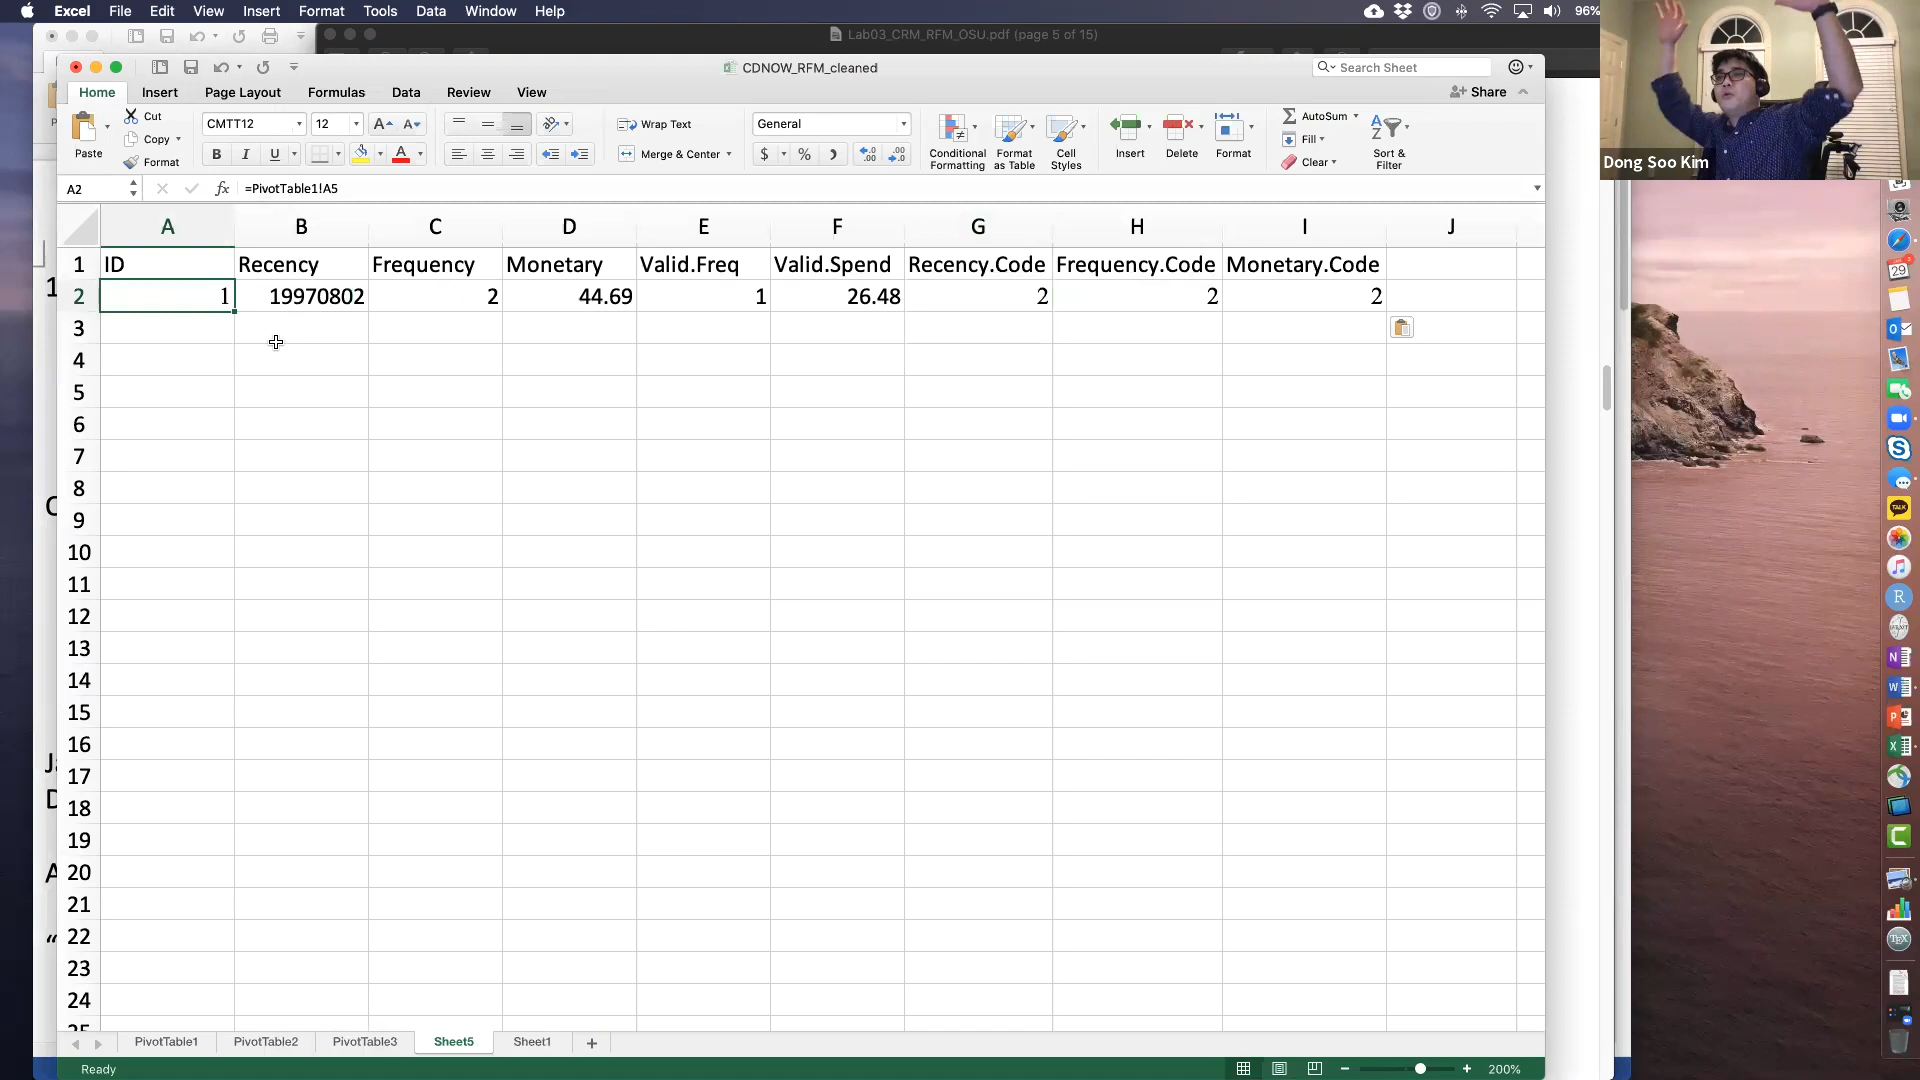 Excel File Edit View Insert Format Tools Data Window Help 96%
Lab03_CRM_RFM_OSU.pdf (page 5 of 15)
CDNOW_RFM_cleaned
Search Sheet
Home Insert Page Layout Formulas Data Review View
Share
Paste
Cut
Copy
Format
CMTT12 12
B I U
Wrap Text
Merge & Center
General
$ %
Conditional Formatting
Format as Table
Cell Styles
Insert
Delete
Format
AutoSum
Fill
Clear
Sort & Filter
Dong Soo Kim
A2 fx =PivotTable1!A5
A B C D E F G H I J
1 ID Recency Frequency Monetary Valid.Freq Valid.Spend Recency.Code Frequency.Code Monetary.Code
2 1 19970802 2 44.69 1 26.48 2 2 2
3
4
5
6
7
8
9
10
11
12
13
14
15
16
17
18
19
20
21
22
23
24
25
PivotTable1 PivotTable2 PivotTable3 Sheet5 Sheet1 +
Ready
200%
29
TALK
R
TEX